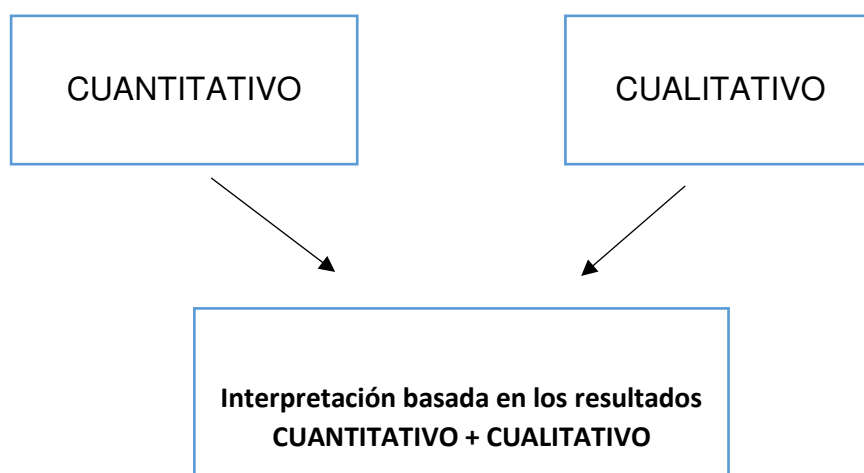 CUANTITATIVO
CUALITATIVO
Interpretación basada en los resultados
CUANTITATIVO + CUALITATIVO